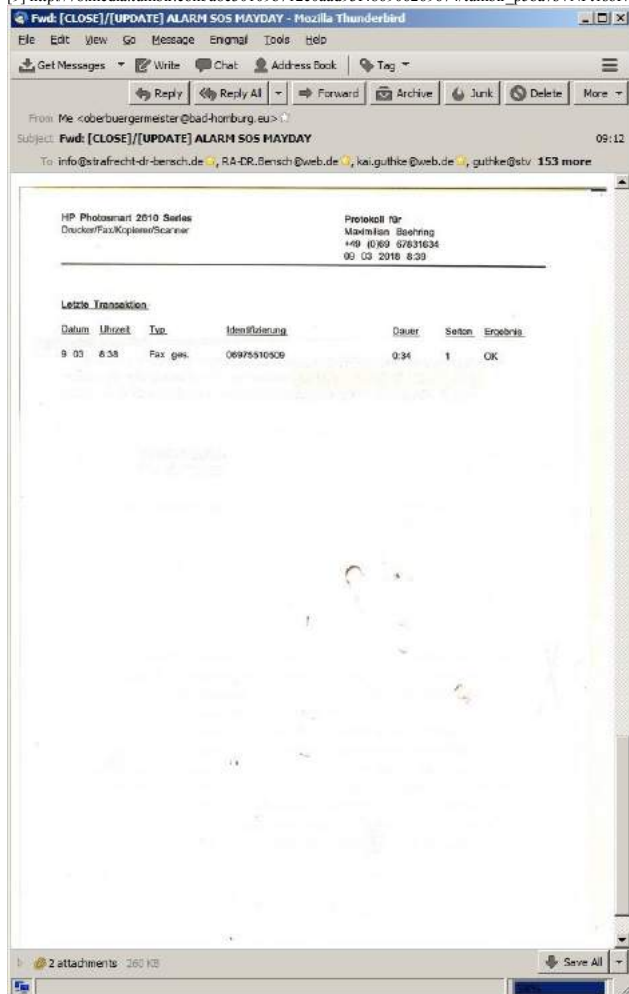 Fwd: [CLOSE]/[UPDATE] ALARM SOS MAYDAY - Mozilla Thunderbird
File Edit View Go Message Enigmail Tools Help
Get Messages Write Chat Address Book Tag
Reply Reply All Forward Archive Junk Delete More
From Me <oberbuergermeister@bad-homburg.eu>
Subject Fwd: [CLOSE]/[UPDATE] ALARM SOS MAYDAY 09:12
To info@strafrecht-dr-bensch.de, RA-DR.Bensch@web.de, kai.guthke@web.de, guthke@stv 153 more
HP Photosmart 2610 Series
Drucker/Fax/Kopierer/Scanner
Protokoll für
Maximilian Baehring
+49 (0)69 67831634
09 03 2018 8:39
Letzte Transaktion
Datum Uhrzeit Typ Identifizierung Dauer Seiten Ergebnis
9 03 8:38 Fax ges. 06975510509 0:34 1 OK
2 attachments 260 KB Save All